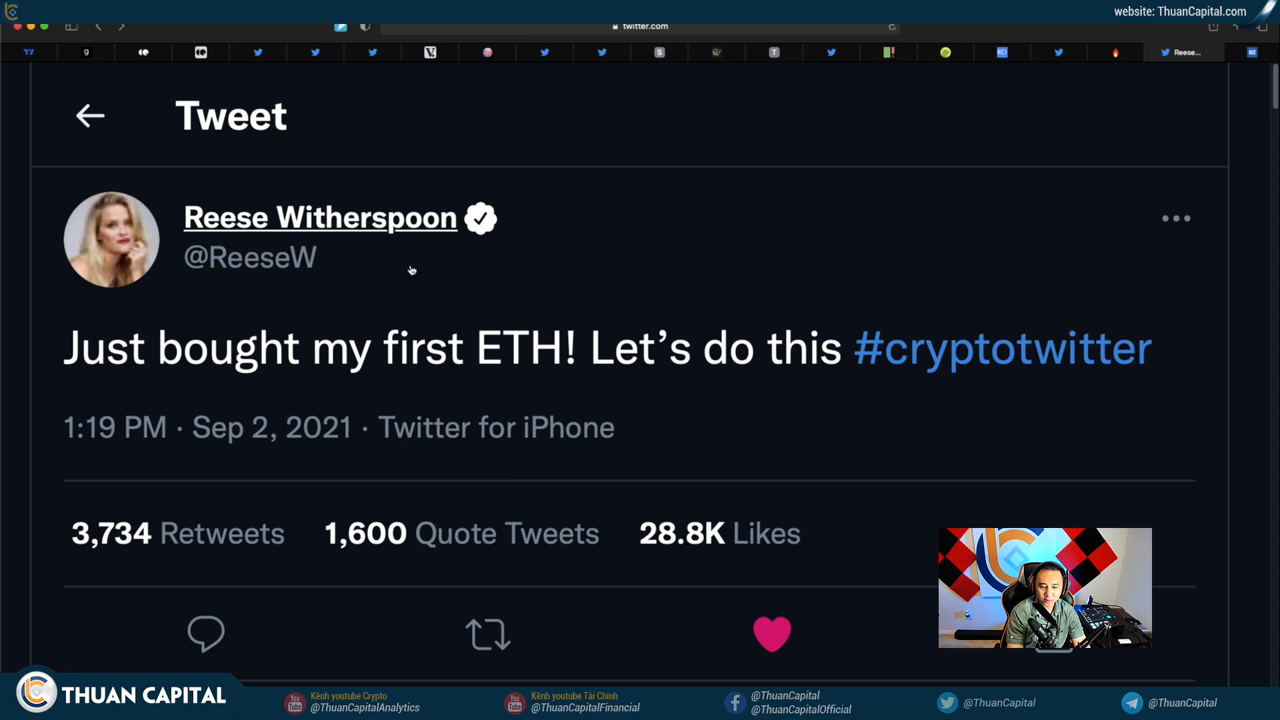 website: ThuanCapital.com
twitter.com
Reese...
Tweet
Reese Witherspoon
@ReeseW
Just bought my first ETH! Let’s do this #cryptotwitter
1:19 PM · Sep 2, 2021 · Twitter for iPhone
3,734 Retweets 1,600 Quote Tweets 28.8K Likes
THUAN CAPITAL
Kênh youtube Crypto
@ThuanCapitalAnalytics
Kênh youtube Tài Chính
@ThuanCapitalFinancial
@ThuanCapital
@ThuanCapitalOfficial
@ThuanCapital
@ThuanCapital